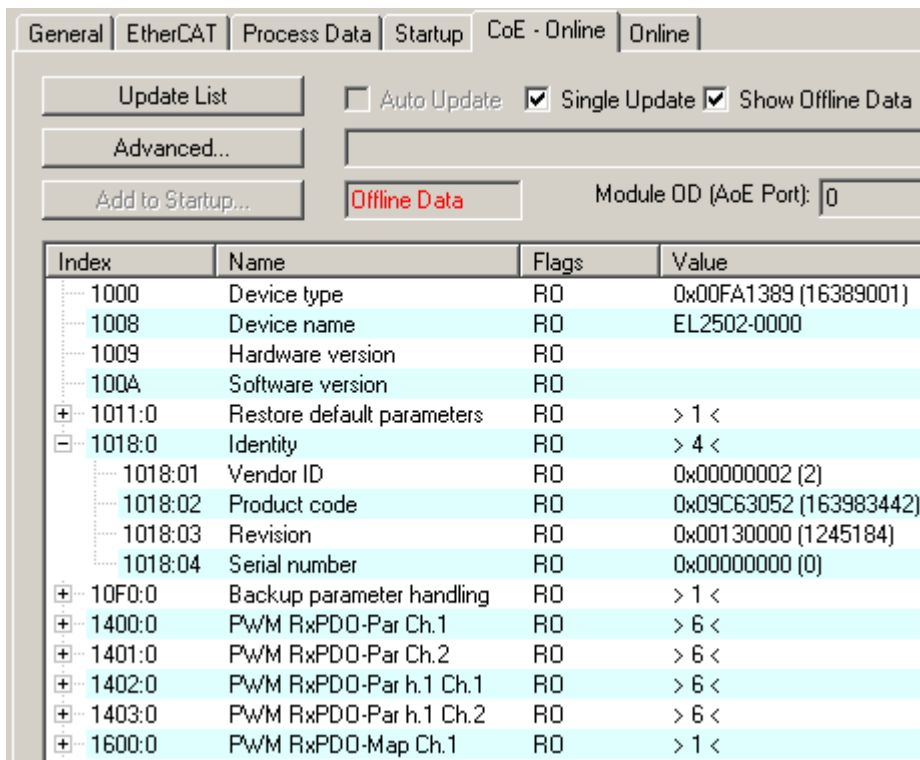 General EtherCAT Process Data Startup CoE - Online Online
Update List Auto Update Single Update Show Offline Data
Advanced...
Add to Startup... Offline Data Module OD (AoE Port): 0
Index Name Flags Value
1000 Device type RO 0x00FA1389 (16389001)
1008 Device name RO EL2502-0000
1009 Hardware version RO
100A Software version RO
1011:0 Restore default parameters RO > 1 <
1018:0 Identity RO > 4 <
1018:01 Vendor ID RO 0x00000002 (2)
1018:02 Product code RO 0x09C63052 (163983442)
1018:03 Revision RO 0x00130000 (1245184)
1018:04 Serial number RO 0x00000000 (0)
10F0:0 Backup parameter handling RO > 1 <
1400:0 PWM RxPDO-Par Ch.1 RO > 6 <
1401:0 PWM RxPDO-Par Ch.2 RO > 6 <
1402:0 PWM RxPDO-Par h.1 Ch.1 RO > 6 <
1403:0 PWM RxPDO-Par h.1 Ch.2 RO > 6 <
1600:0 PWM RxPDO-Map Ch.1 RO > 1 <